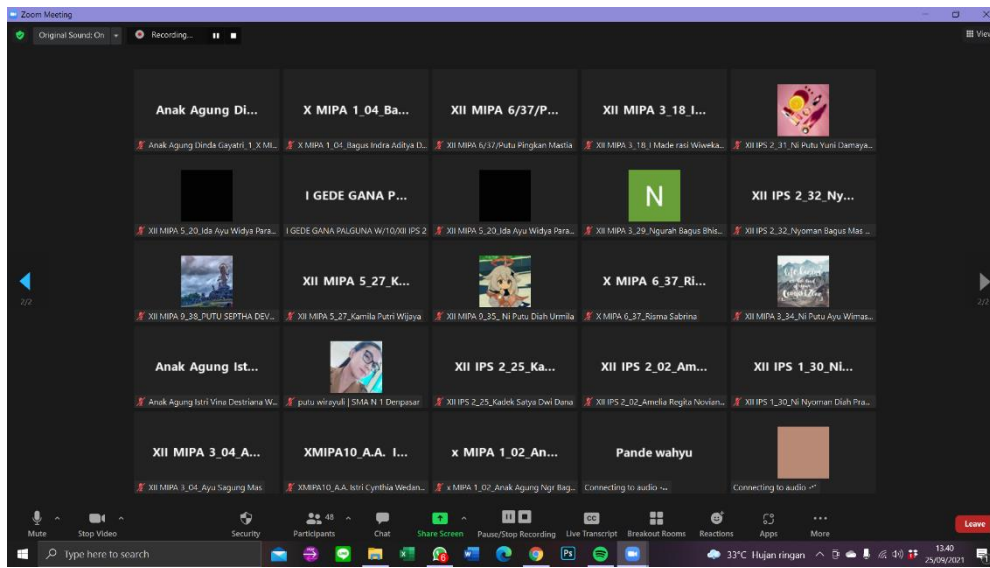 Zoom Meeting
Original Sound: On
Recording...
View
Anak Agung Di...
X MIPA 1_04_Ba...
XII MIPA 6/37/P...
XII MIPA 3_18_I...
Anak Agung Dinda Gayatri_1_X MI...
X MIPA 1_04_Bagus Indra Aditya D...
XII MIPA 6/37/Putu Pingkan Mastia
XII MIPA 3_18_I Made rasi Wiweka...
XII IPS 2_31_Ni Putu Yuni Damaya...
I GEDE GANA P...
N
XII IPS 2_32_Ny...
XII MIPA 5_20_Ida Ayu Widya Para...
I GEDE GANA PALGUNA W/10/XII IPS 2
XII MIPA 5_20_Ida Ayu Widya Para...
XII MIPA 3_29_Ngurah Bagus Bhis...
XII IPS 2_32_Nyoman Bagus Mas ...
2/2
XII MIPA 5_27_K...
X MIPA 6_37_Ri...
2/2
XII MIPA 9_38_PUTU SEPTHA DEV...
XII MIPA 5_27_Kamila Putri Wijaya
XII MIPA 9_35_ Ni Putu Diah Urmila
X MIPA 6_37_Risma Sabrina
XII MIPA 3_34_Ni Putu Ayu Wimas...
Anak Agung Ist...
XII IPS 2_25_Ka...
XII IPS 2_02_Am...
XII IPS 1_30_Ni...
Anak Agung Istri Vina Destriana W...
putu wirayuli | SMA N 1 Denpasar
XII IPS 2_25_Kadek Satya Dwi Dana
XII IPS 2_02_Amelia Regita Novian...
XII IPS 1_30_Ni Nyoman Diah Pra...
XII MIPA 3_04_A...
XMIPA10_A.A. I...
x MIPA 1_02_An...
Pande wahyu
XII MIPA 3_04_Ayu Sagung Mas
XMIPA10_A.A. Istri Cynthia Wedan...
x MIPA 1_02_Anak Agung Ngr Bag...
Connecting to audio
Connecting to audio
48
CC
Mute
Stop Video
Security
Participants
Chat
Share Screen
Pause/Stop Recording
Live Transcript
Breakout Rooms
Reactions
Apps
More
Leave
Type here to search
Ps
33°C Hujan ringan
13.40
25/09/2021